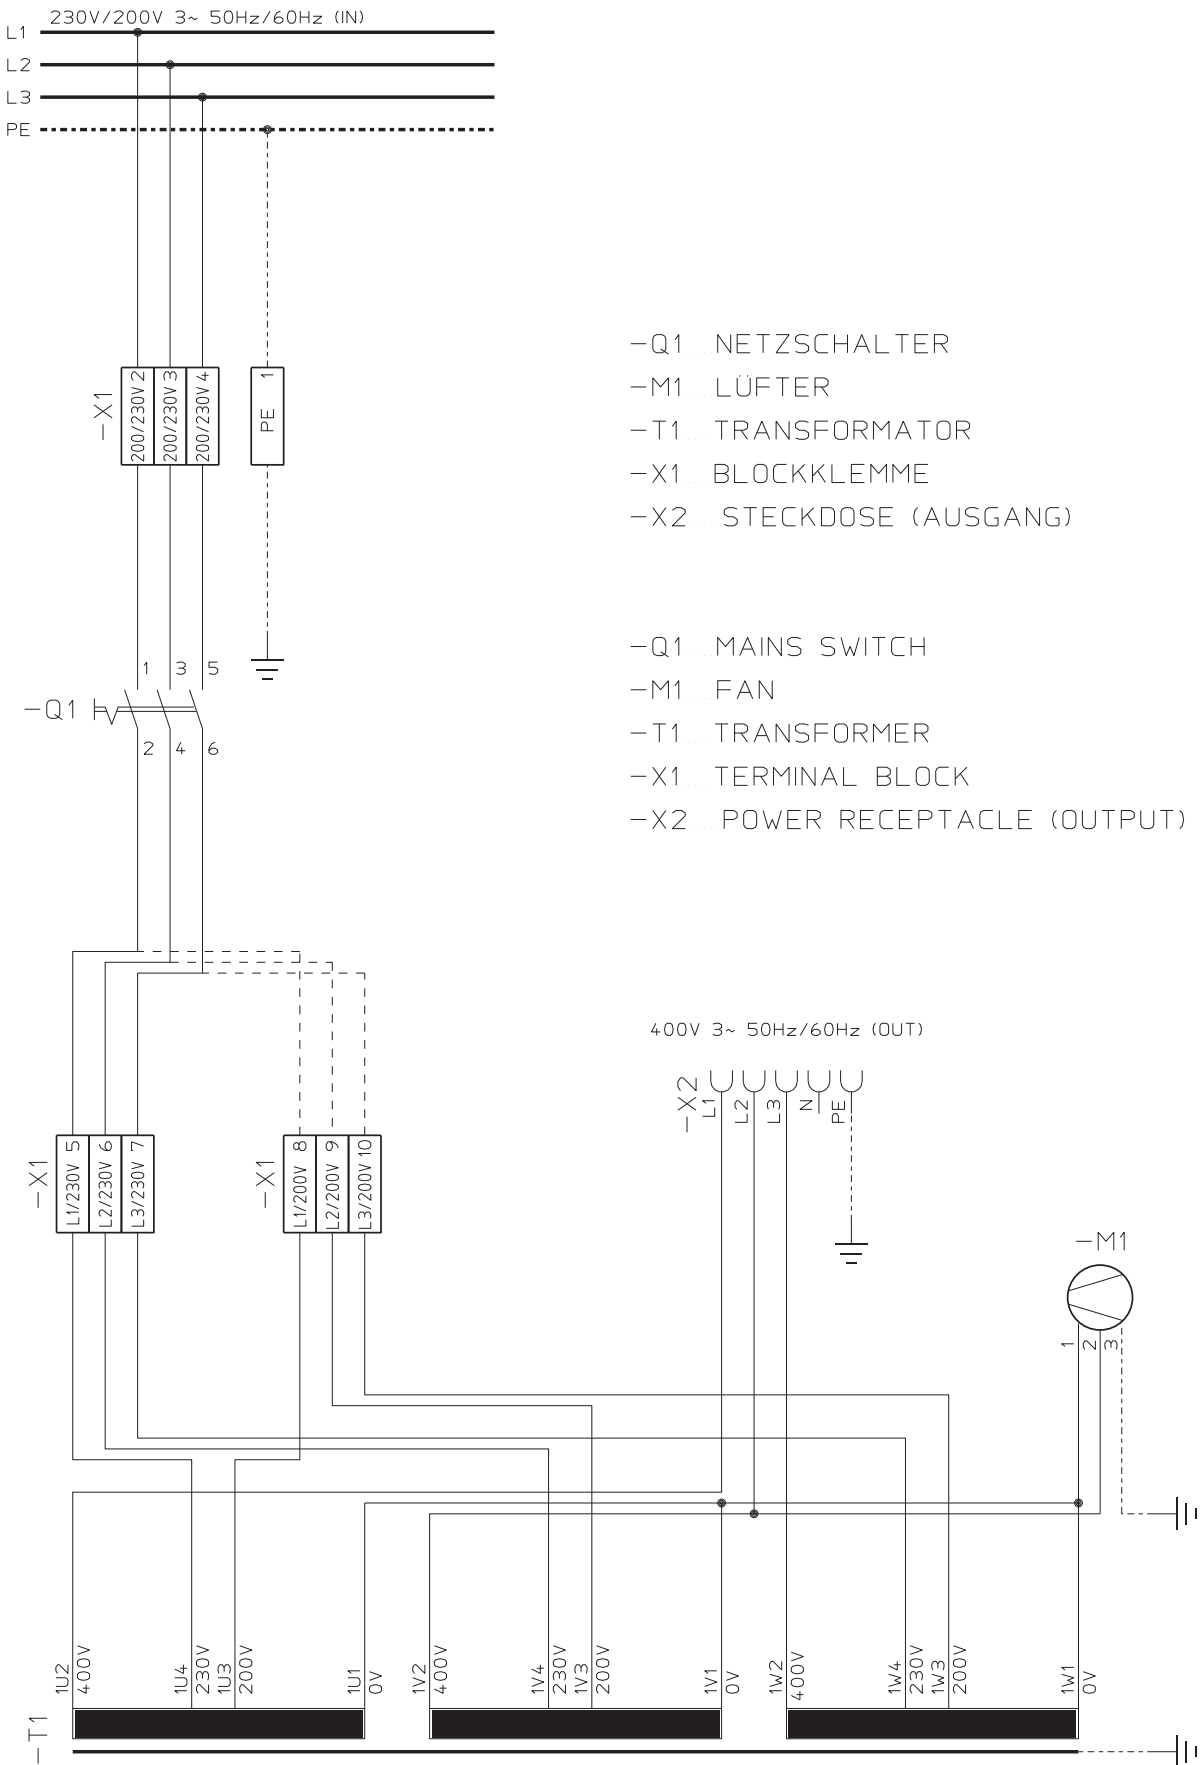 230V/200V 3~ 50Hz/60Hz (IN)
L1
L2
L3
PE
-X1
200/230V 2
200/230V 3
200/230V 4
PE 1
-Q1 ... NETZSCHALTER
-M1 ... LÜFTER
-T1 ... TRANSFORMATOR
-X1 ... BLOCKKLEMME
-X2 ... STECKDOSE (AUSGANG)
-Q1 ... MAINS SWITCH
-M1 ... FAN
-T1 ... TRANSFORMER
-X1 ... TERMINAL BLOCK
-X2 ... POWER RECEPTACLE (OUTPUT)
1 3 5
-Q1
2 4 6
400V 3~ 50Hz/60Hz (OUT)
-X2
L1
L2
L3
N
PE
-X1
L1/230V 5
L2/230V 6
L3/230V 7
-X1
L1/200V 8
L2/200V 9
L3/200V 10
-M1
1
2
3
1U2
400V
1U4
230V
1U3
200V
1U1
0V
1V2
400V
1V4
230V
1V3
200V
1V1
0V
1W2
400V
1W4
230V
1W3
200V
1W1
0V
-T1